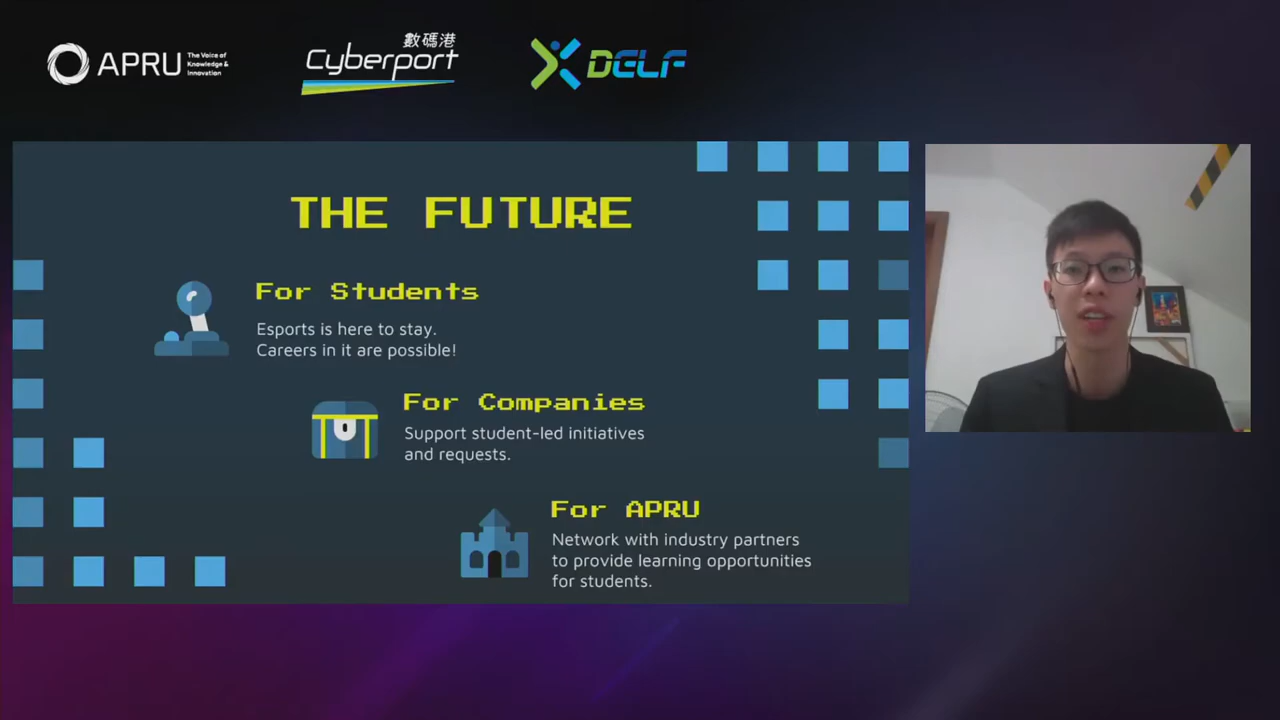 APRU
The Voice of
Knowledge &
Innovation
數碼港
Cyberport
DELF
THE FUTURE
For Students
Esports is here to stay.
Careers in it are possible!
For Companies
Support student-led initiatives
and requests.
For APRU
Network with industry partners
to provide learning opportunities
for students.